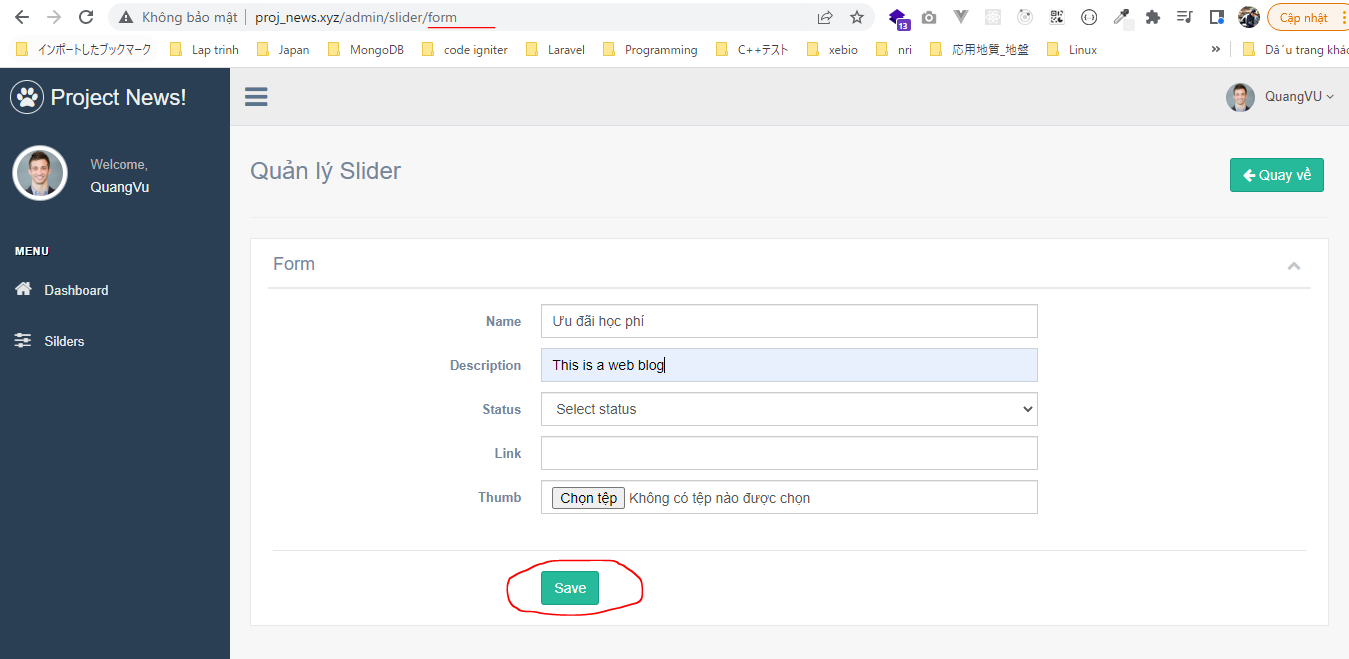 Không bảo mật proj_news.xyz/admin/slider/form 13 Cập nhật
インポートしたブックマーク Lap trinh Japan MongoDB code igniter Laravel Programming C++テスト xebio nri 応用地質_地盤 Linux » Dấu trang khác
Project News! QuangVU
Welcome,
QuangVu
Quản lý Slider
Quay về
MENU
Dashboard
Silders
Form
Name Ưu đãi học phí
Description This is a web blog
Status Select status
Link
Thumb Chọn tệp Không có tệp nào được chọn
Save